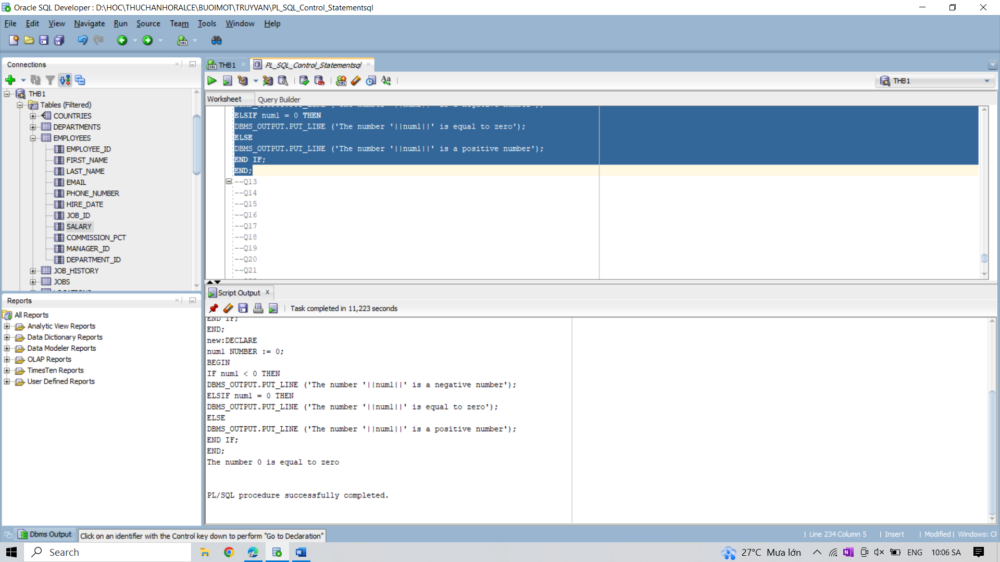 Oracle SQL Developer : D:\HOC\THUCHANHORALCE\BUOIMOT\TRUYVAN\PL_SQL_Control_Statementsql
File Edit View Navigate Run Source Team Tools Window Help
Connections
THB1
Tables (Filtered)
COUNTRIES
DEPARTMENTS
EMPLOYEES
EMPLOYEE_ID
FIRST_NAME
LAST_NAME
EMAIL
PHONE_NUMBER
HIRE_DATE
JOB_ID
SALARY
COMMISSION_PCT
MANAGER_ID
DEPARTMENT_ID
JOB_HISTORY
JOBS
Reports
All Reports
Analytic View Reports
Data Dictionary Reports
Data Modeler Reports
OLAP Reports
TimesTen Reports
User Defined Reports
THB1 PL_SQL_Control_Statementsql
THB1
Worksheet Query Builder
ELSIF num1 = 0 THEN
DBMS_OUTPUT.PUT_LINE ('The number '||num1||' is equal to zero');
ELSE
DBMS_OUTPUT.PUT_LINE ('The number '||num1||' is a positive number');
END IF;
END;
--Q13
--Q14
--Q15
--Q16
--Q17
--Q18
--Q19
--Q20
--Q21
Script Output
Task completed in 11,223 seconds
END IF;
END;
new:DECLARE
num1 NUMBER := 0;
BEGIN
IF num1 < 0 THEN
DBMS_OUTPUT.PUT_LINE ('The number '||num1||' is a negative number');
ELSIF num1 = 0 THEN
DBMS_OUTPUT.PUT_LINE ('The number '||num1||' is equal to zero');
ELSE
DBMS_OUTPUT.PUT_LINE ('The number '||num1||' is a positive number');
END IF;
END;
The number 0 is equal to zero
PL/SQL procedure successfully completed.
Dbms Output Click on an identifier with the Control key down to perform "Go to Declaration"
| Line 234 Column 5 | Insert | Modified | Windows: CF
Search
27°C Mưa lớn ENG 10:06 SA